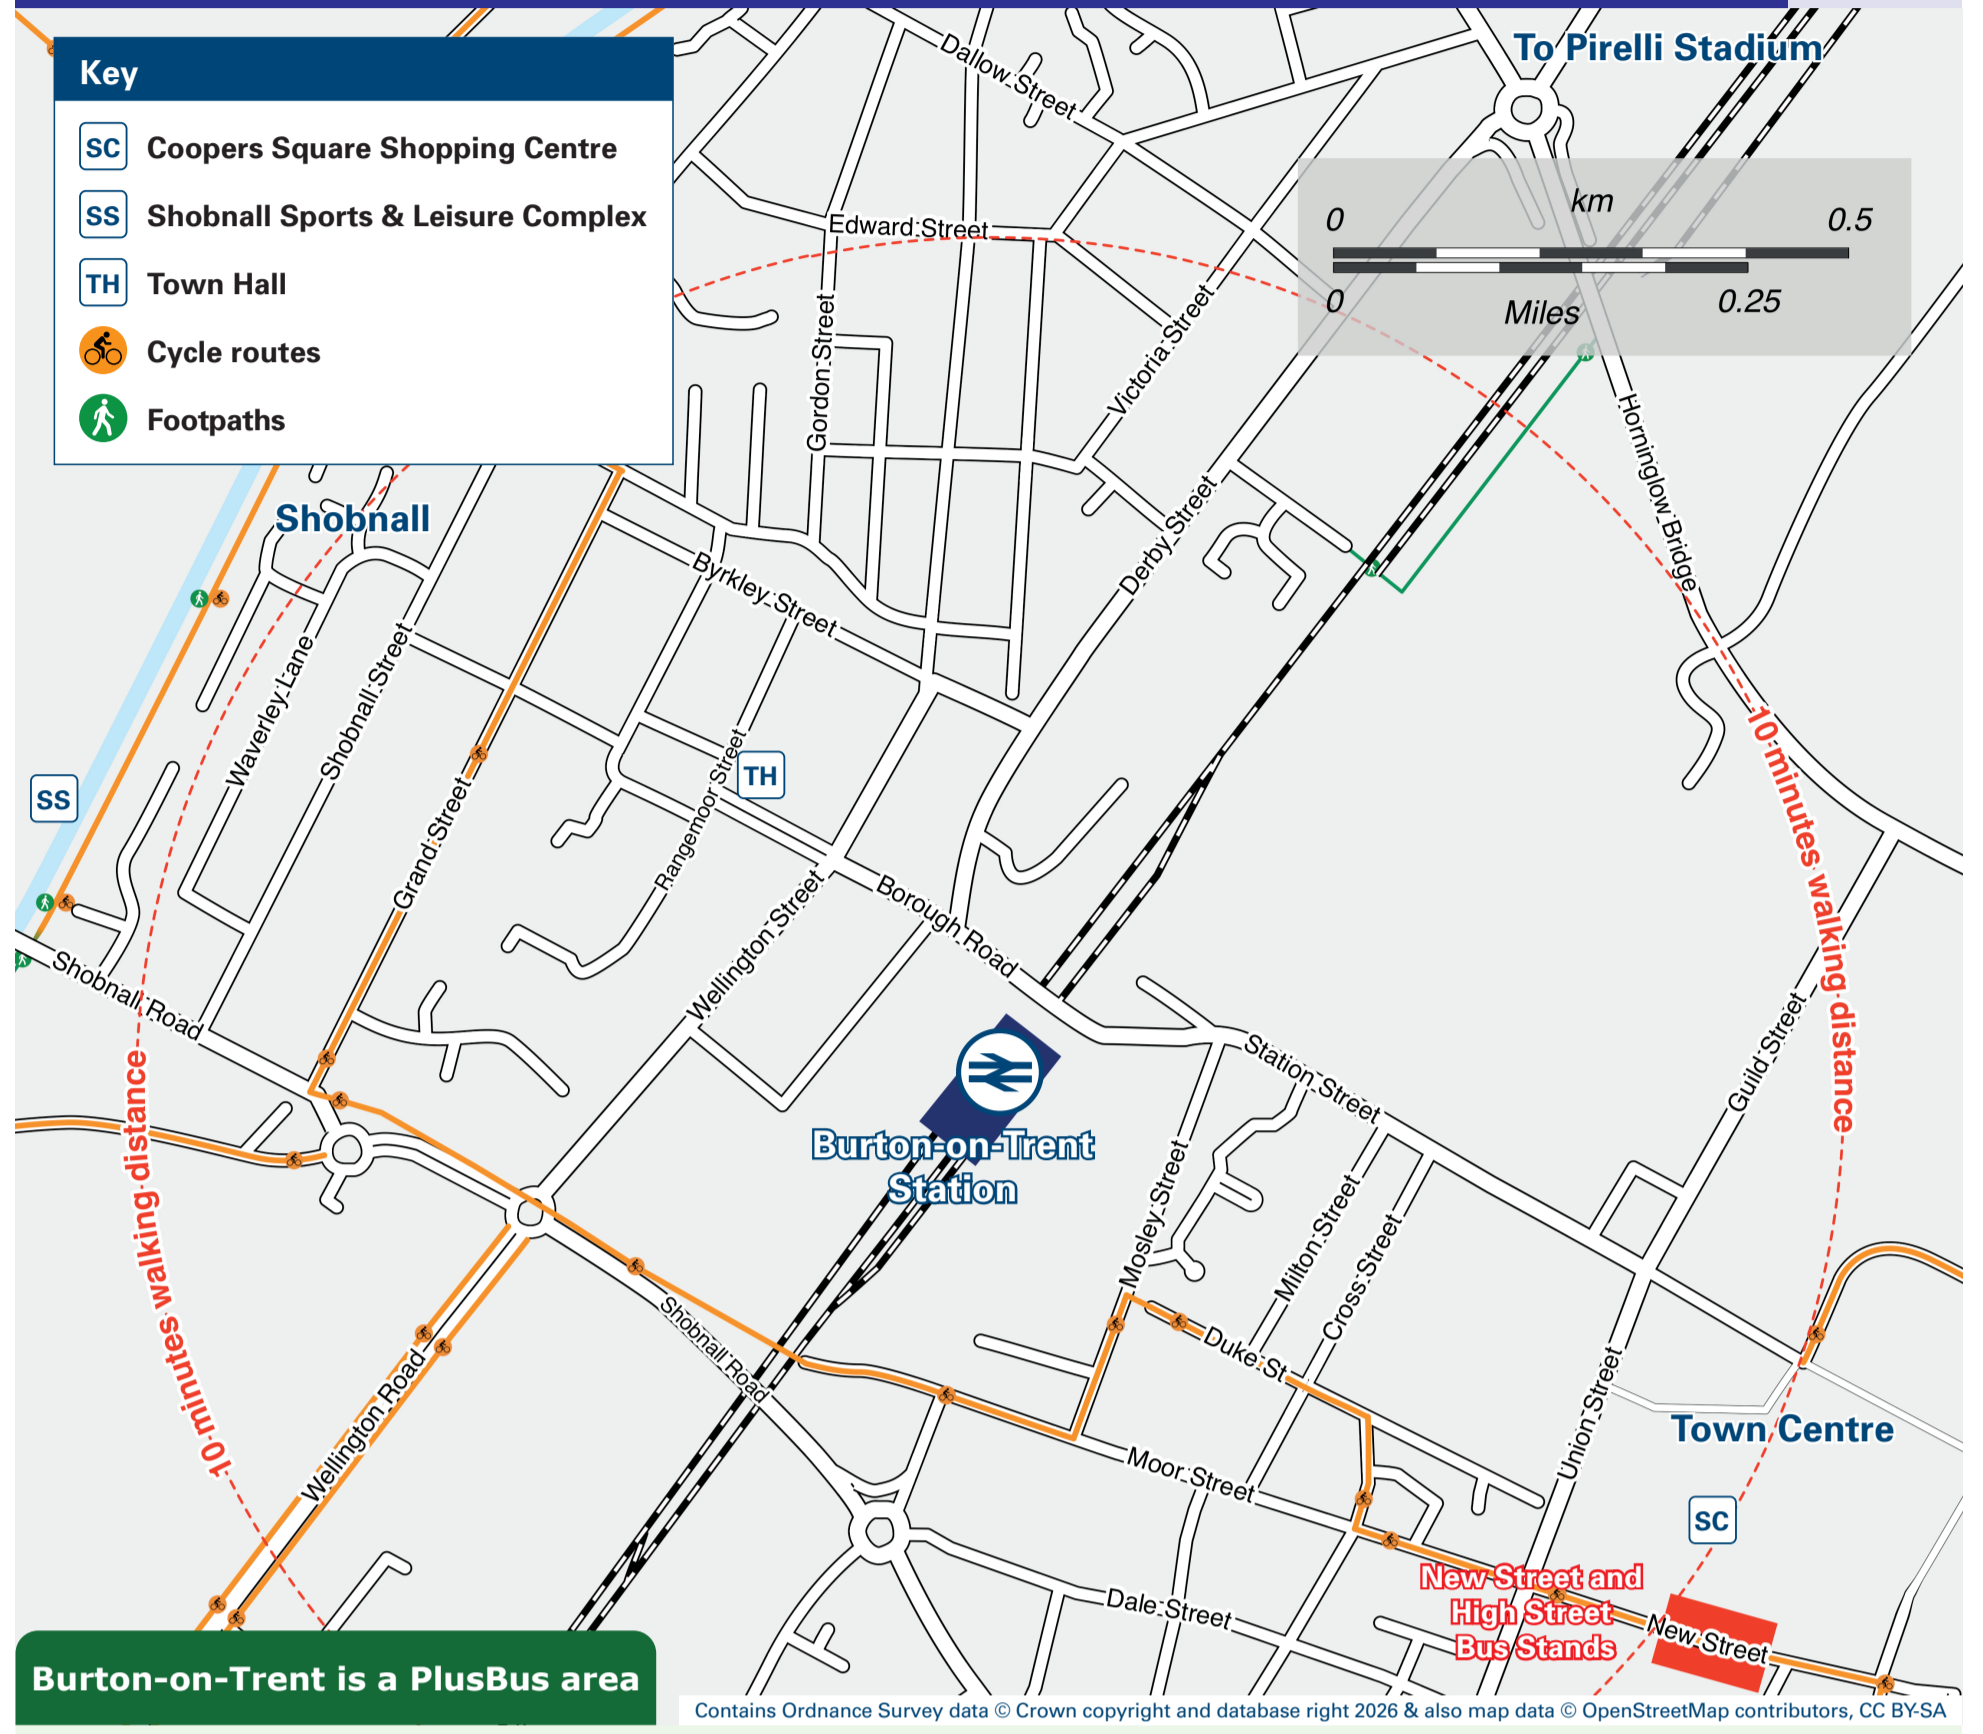 To Pirelli Stadium
Key
SC Coopers Square Shopping Centre
SS Shobnall Sports & Leisure Complex
TH Town Hall
Cycle routes
Footpaths
Dallow Street
Edward Street
km
0 0.5
0 0.25
Miles
Gordon Street
Victoria Street
Horninglow Bridge
Shobnall
Derby Street
Byrkley Street
Waverley Lane
Shobnall Street
Grand Street
Rangemoor Street
TH
SS
10 minutes walking distance
Borough Road
Wellington Street
Shobnall Road
Station Street
Guild Street
Burton-on-Trent
Station
10 minutes walking distance
Mosley Street
Milton Street
Cross Street
Duke St
Shobnall Road
Wellington Road
Union Street
Town Centre
Moor Street
SC
New Street and
High Street
Bus Stands
Dale Street
New Street
Burton-on-Trent is a PlusBus area
Contains Ordnance Survey data © Crown copyright and database right 2026 & also map data © OpenStreetMap contributors, CC BY-SA